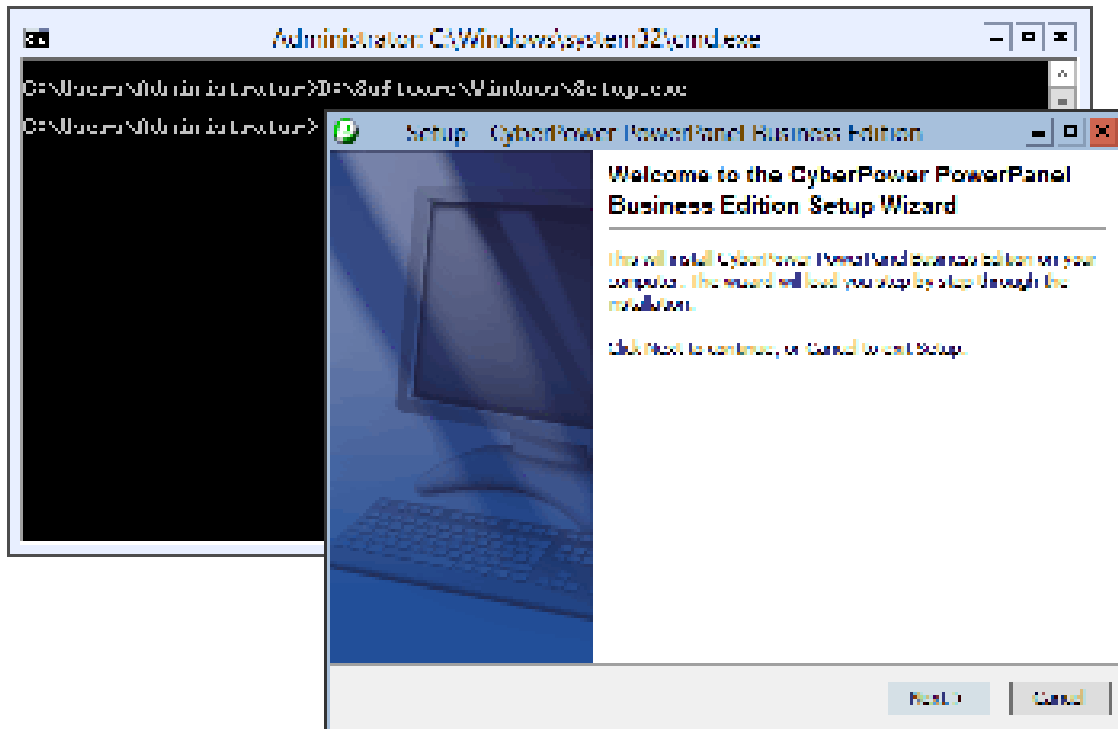 Administrator: C:\Windows\system32\cmd.exe
C:\Users\Administrator>D:\Software\Windows\Setup.exe
C:\Users\Administrator>
Setup CyberPower PowerPanel Business Edition
Welcome to the CyberPower PowerPanel
Business Edition Setup Wizard
This will install CyberPower PowerPanel Business Edition on your
computer. The wizard will lead you step by step through the
installation.
Click Next to continue, or Cancel to exit Setup.
Next >
Cancel